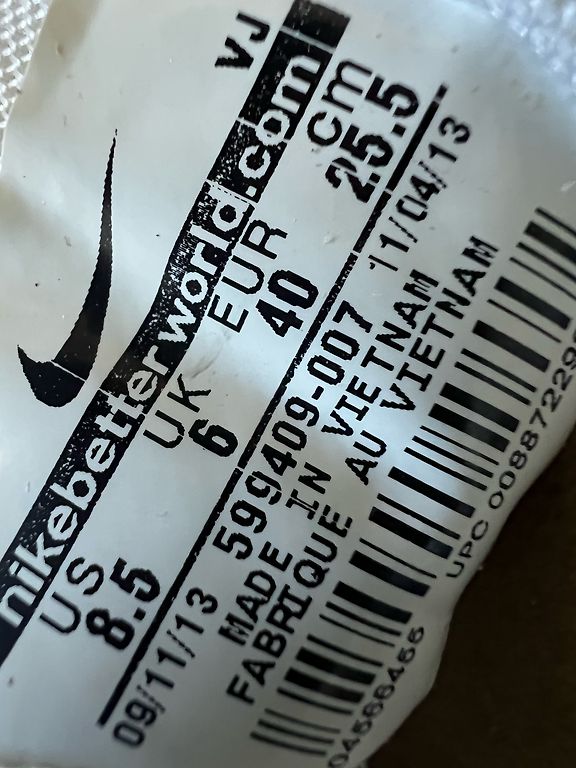 VJ
nikebetterworld.com
US UK EUR cm
8.5 6 40 25.5
09/11/13 599409-007 11/04/13
MADE IN VIETNAM
FABRIQUE AU VIETNAM
UPC